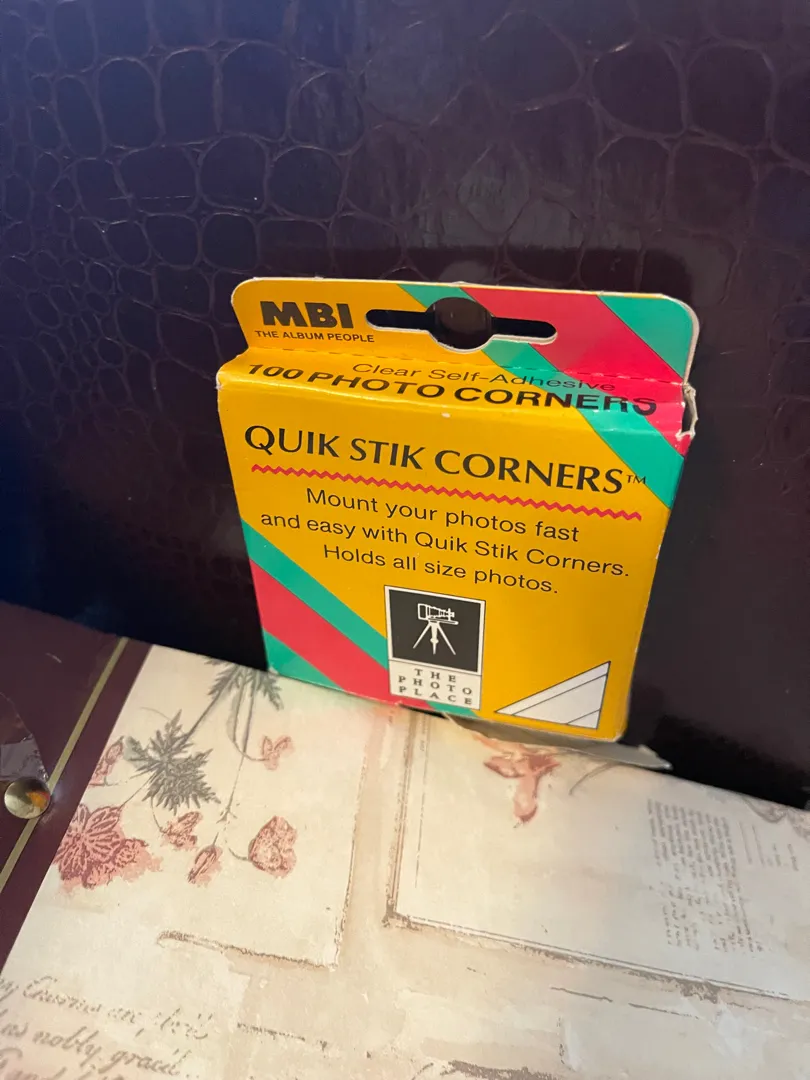 MBI
THE ALBUM PEOPLE
Clear Self-Adhesive
100 PHOTO CORNERS
QUIK STIK CORNERS™
Mount your photos fast
and easy with Quik Stik Corners.
Holds all size photos.
THE
PHOTO
PLACE
nobly